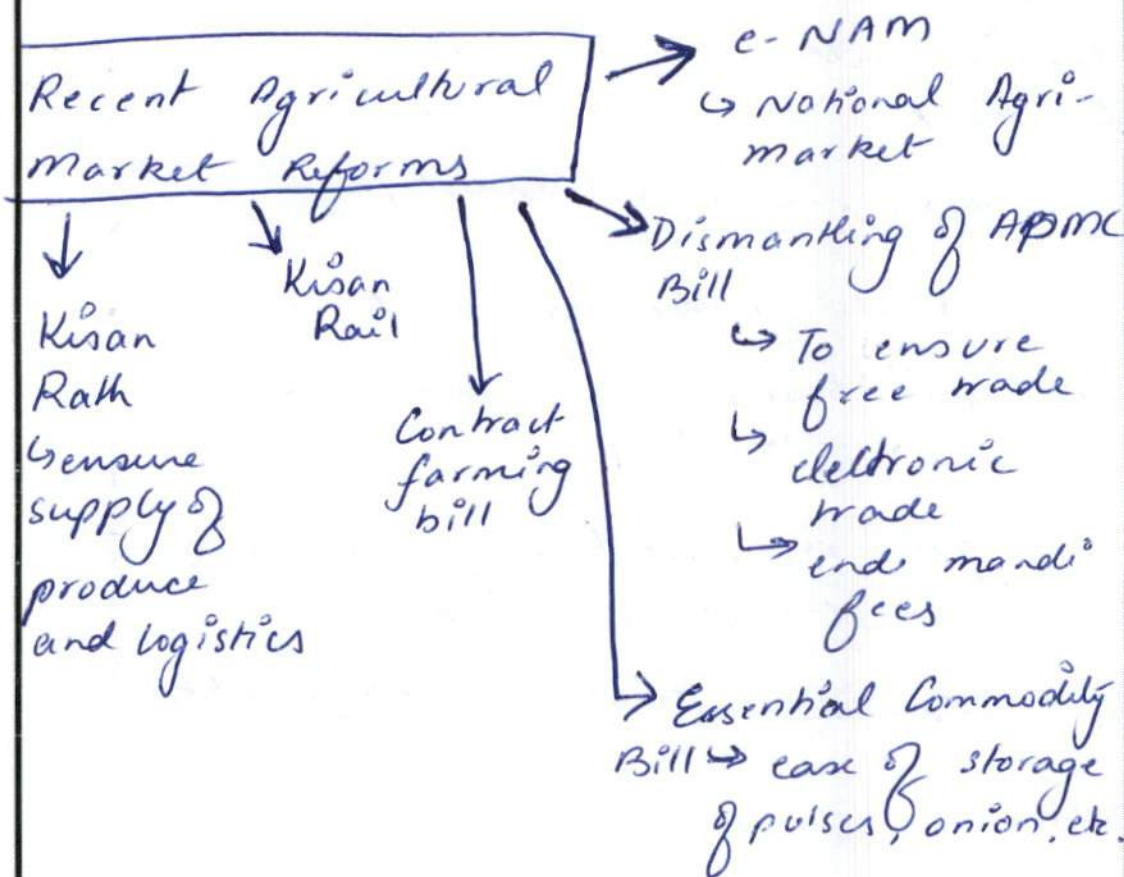 Recent Agricultural
Market Reforms
e-NAM
↳ National Agri-
market
Dismantling of APMC
Bill
↳ To ensure
free trade
↳ electronic
trade
↳ ends mandi
fees
Kisan
Rath
↳ ensure
supply of
produce
and logistics
Kisan
Rail
Contract
farming
bill
Essential Commodity
Bill → ease of storage
of pulses, onion, etc.